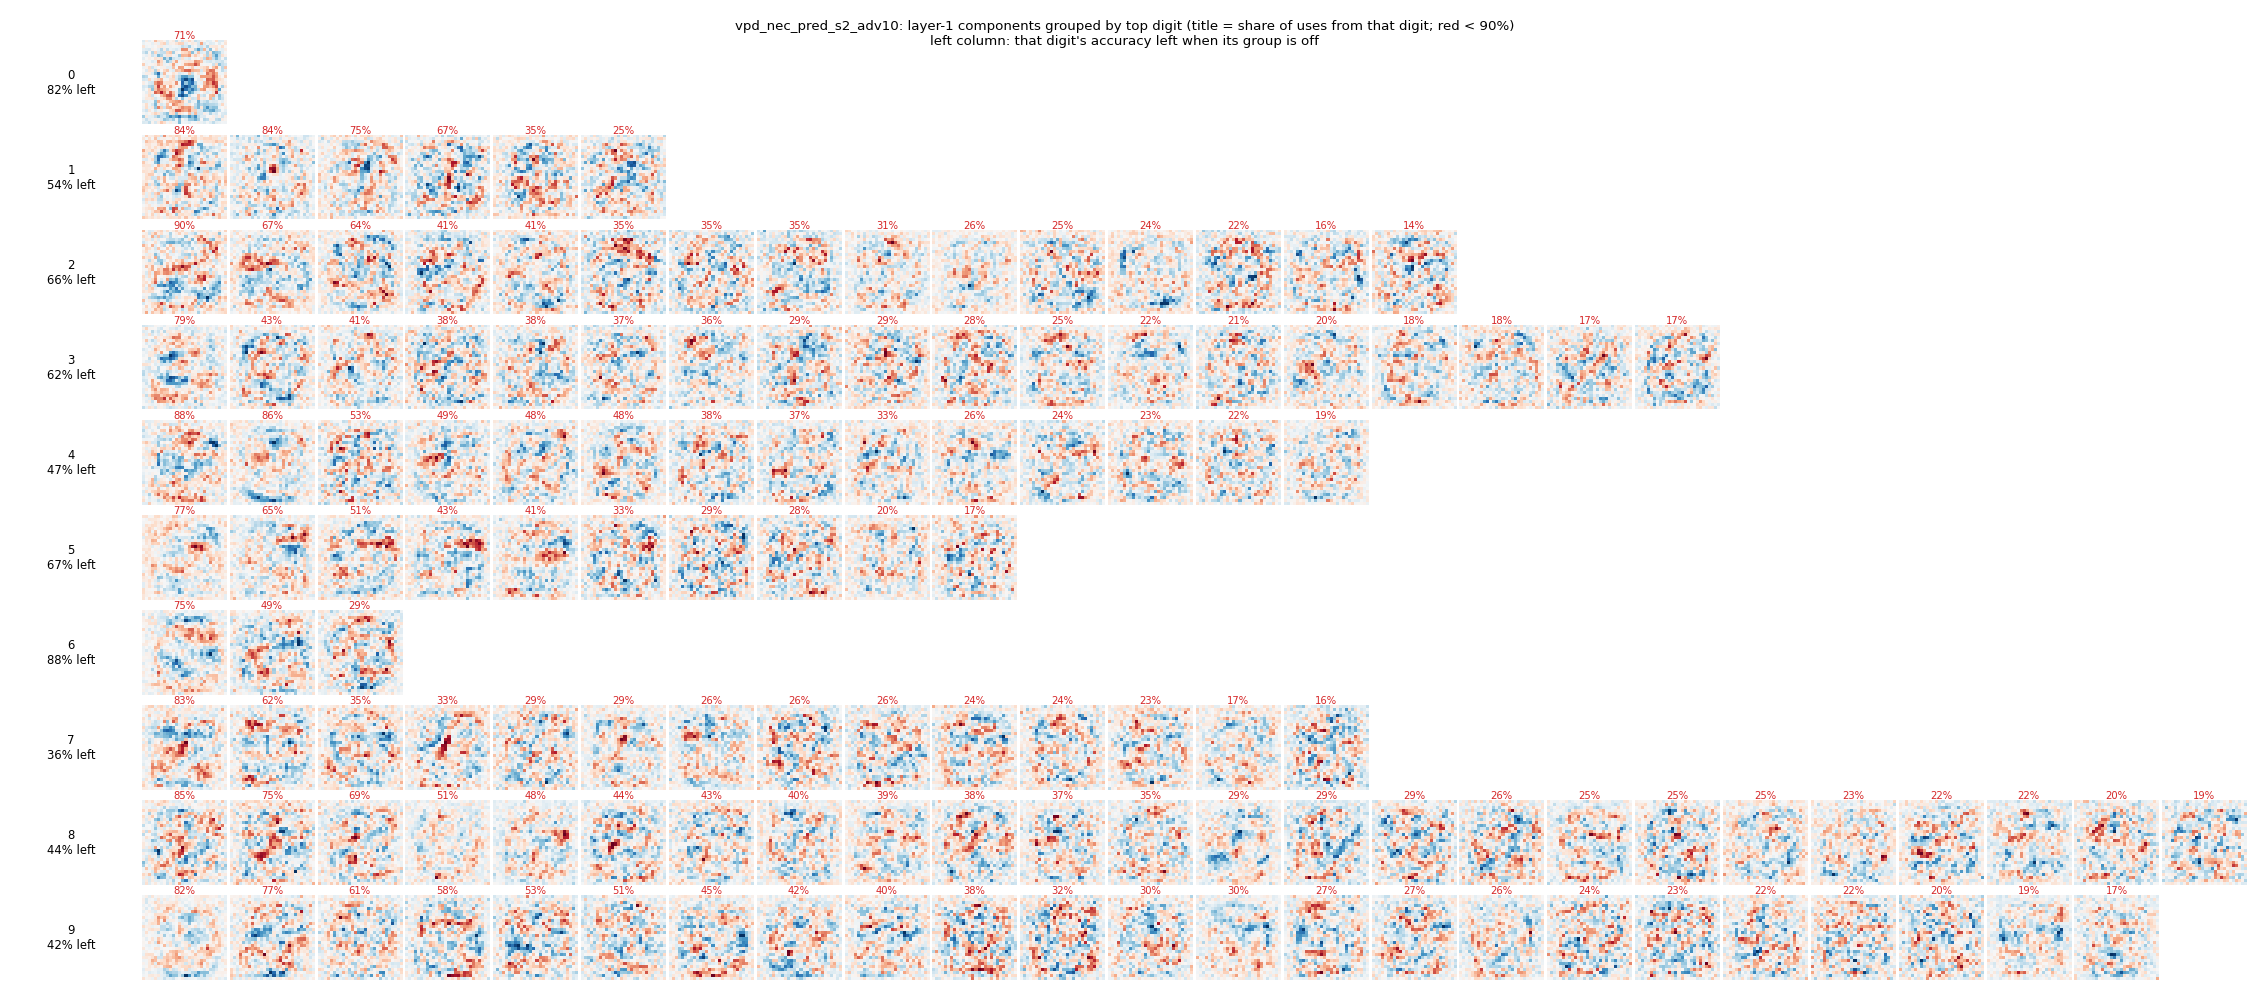 vpd_nec_pred_s2_adv10: layer-1 components grouped by top digit (title = share of uses from that digit; red < 90%)
left column: that digit's accuracy left when its group is off
71%
0
82% left
84% 84% 75% 67% 35% 25%
1
54% left
90% 67% 64% 41% 41% 35% 35% 35% 31% 26% 25% 24% 22% 16% 14%
2
66% left
79% 43% 41% 38% 38% 37% 36% 29% 29% 28% 25% 22% 21% 20% 18% 18% 17% 17%
3
62% left
88% 86% 53% 49% 48% 48% 38% 37% 33% 26% 24% 23% 22% 19%
4
47% left
77% 65% 51% 43% 41% 33% 29% 28% 20% 17%
5
67% left
75% 49% 29%
6
88% left
83% 62% 35% 33% 29% 29% 26% 26% 26% 24% 24% 23% 17% 16%
7
36% left
85% 75% 69% 51% 48% 44% 43% 40% 39% 38% 37% 35% 29% 29% 29% 26% 25% 25% 25% 23% 22% 22% 20% 19%
8
44% left
82% 77% 61% 58% 53% 51% 45% 42% 40% 38% 32% 30% 30% 27% 27% 26% 24% 23% 22% 22% 20% 19% 17%
9
42% left